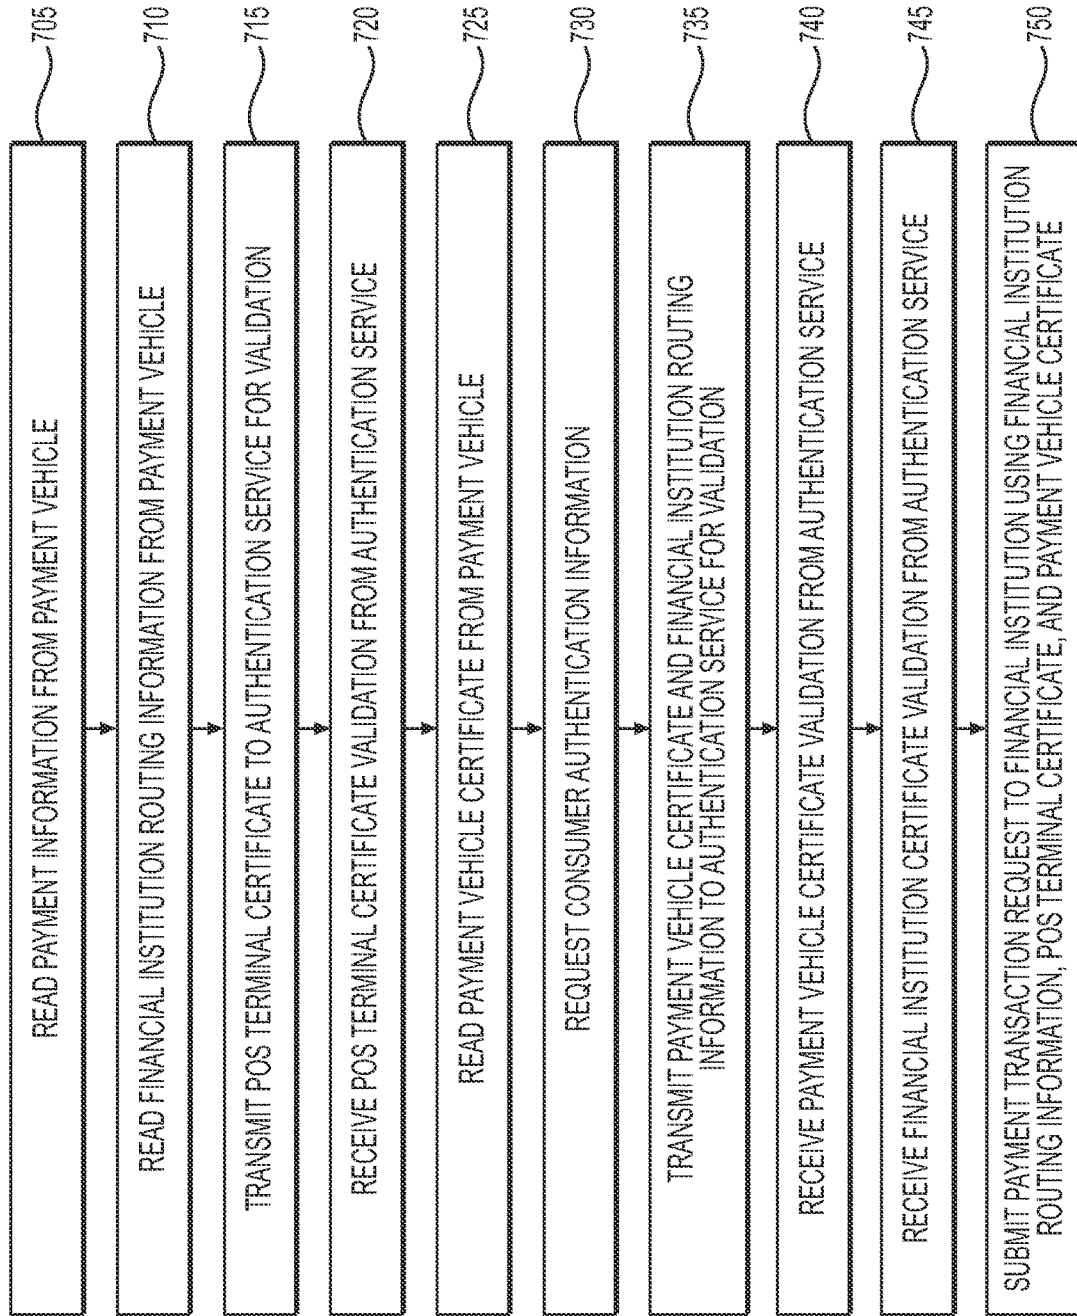 READ PAYMENT INFORMATION FROM PAYMENT VEHICLE
705
READ FINANCIAL INSTITUTION ROUTING INFORMATION FROM PAYMENT VEHICLE
710
TRANSMIT POS TERMINAL CERTIFICATE TO AUTHENTICATION SERVICE FOR VALIDATION
715
RECEIVE POS TERMINAL CERTIFICATE VALIDATION FROM AUTHENTICATION SERVICE
720
READ PAYMENT VEHICLE CERTIFICATE FROM PAYMENT VEHICLE
725
REQUEST CONSUMER AUTHENTICATION INFORMATION
730
TRANSMIT PAYMENT VEHICLE CERTIFICATE AND FINANCIAL INSTITUTION ROUTING
INFORMATION TO AUTHENTICATION SERVICE FOR VALIDATION
735
RECEIVE PAYMENT VEHICLE CERTIFICATE VALIDATION FROM AUTHENTICATION SERVICE
740
RECEIVE FINANCIAL INSTITUTION CERTIFICATE VALIDATION FROM AUTHENTICATION SERVICE
745
SUBMIT PAYMENT TRANSACTION REQUEST TO FINANCIAL INSTITUTION USING FINANCIAL INSTITUTION
ROUTING INFORMATION, POS TERMINAL CERTIFICATE, AND PAYMENT VEHICLE CERTIFICATE
750